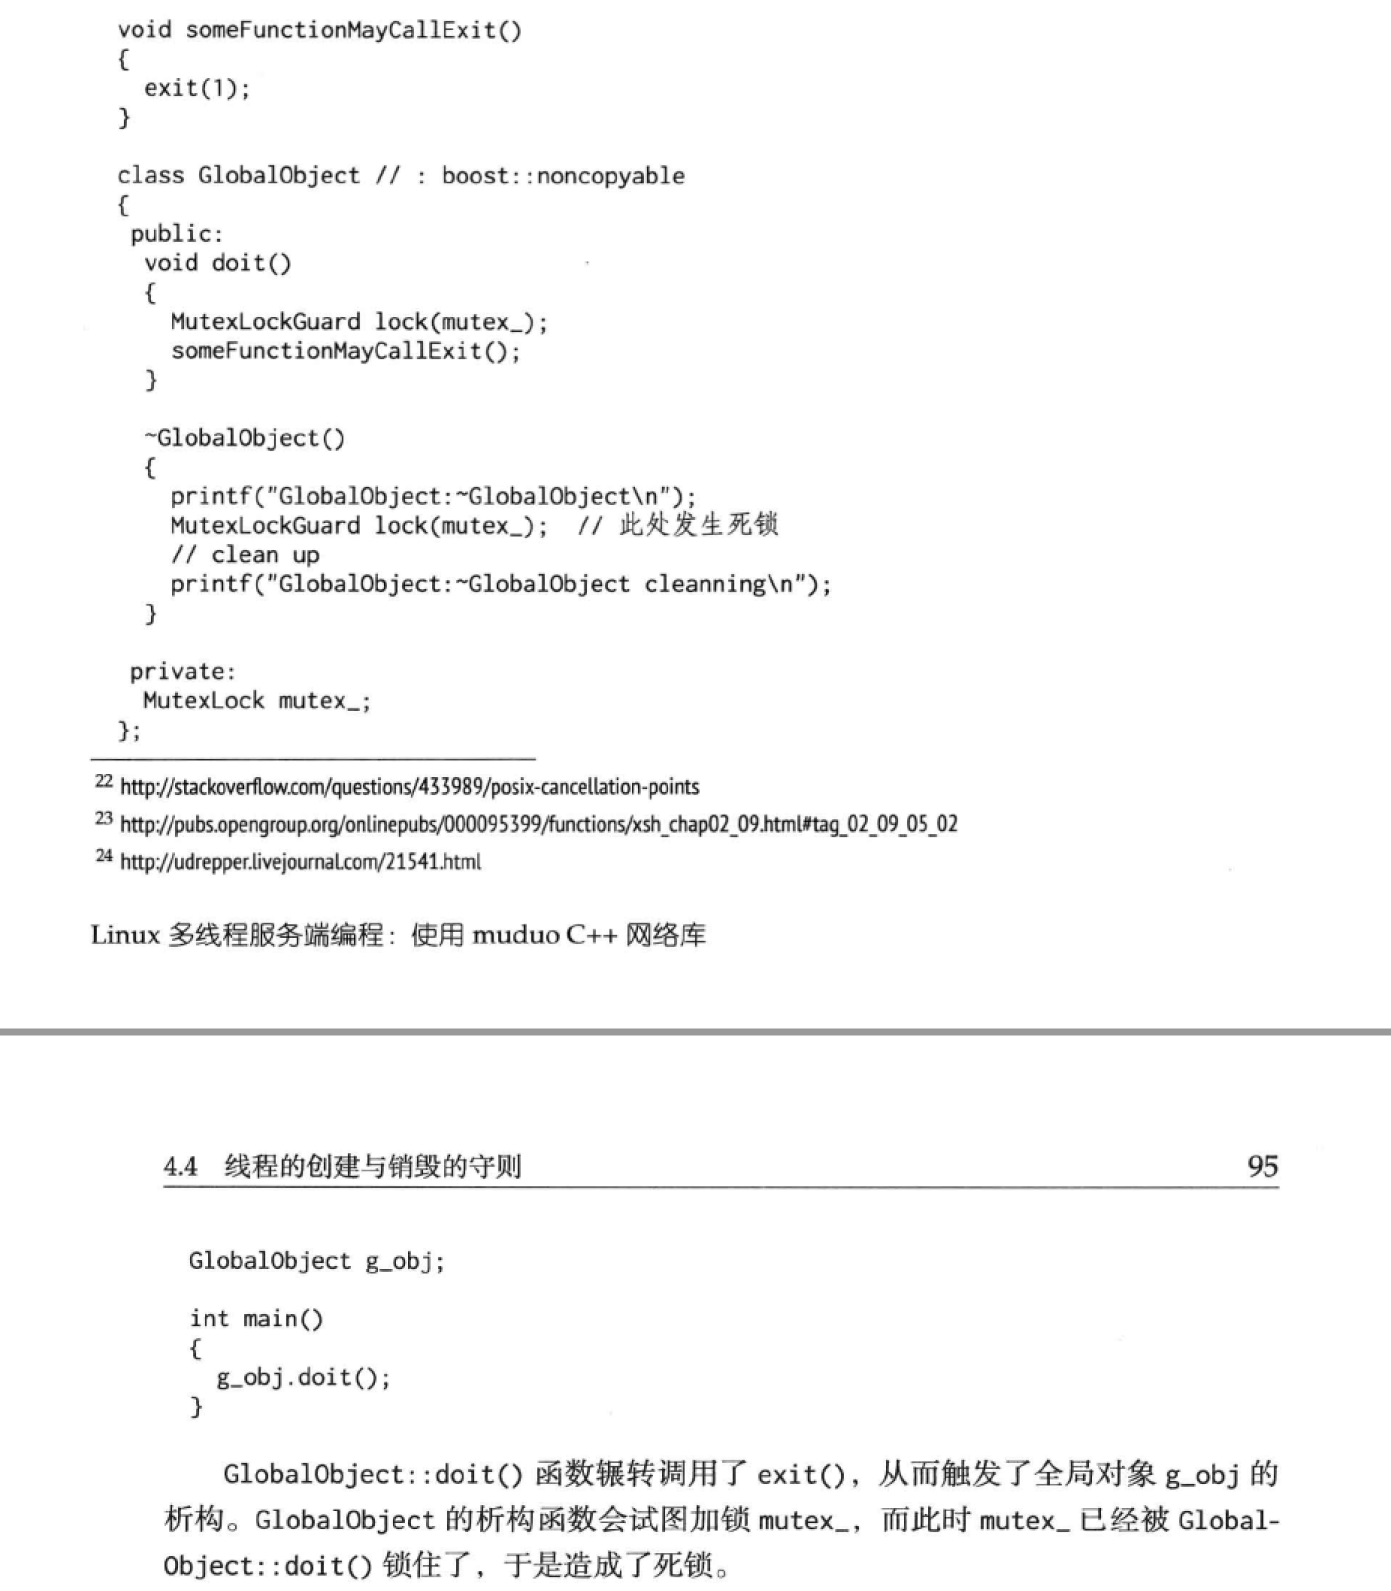 void someFunctionMayCallExit()
{
exit(1);
}
class GlobalObject // : boost::noncopyable
{
public:
void doit()
{
MutexLockGuard lock(mutex_);
someFunctionMayCallExit();
}
~GlobalObject()
{
printf("GlobalObject:~GlobalObject\n");
MutexLockGuard lock(mutex_); // 此处发生死锁
// clean up
printf("GlobalObject:~GlobalObject cleanning\n");
}
private:
MutexLock mutex_;
};
22 http://stackoverflow.com/questions/433989/posix-cancellation-points
23 http://pubs.opengroup.org/onlinepubs/000095399/functions/xsh_chap02_09.html#tag_02_09_05_02
24 http://udrepper.livejournal.com/21541.html
Linux 多线程服务端编程：使用 muduo C++ 网络库
4.4 线程的创建与销毁的守则 95
GlobalObject g_obj;
int main()
{
g_obj.doit();
}
GlobalObject::doit() 函数辗转调用了 exit()，从而触发了全局对象 g_obj 的
析构。GlobalObject 的析构函数会试图加锁 mutex_，而此时 mutex_ 已经被 Global-
Object::doit() 锁住了，于是造成了死锁。